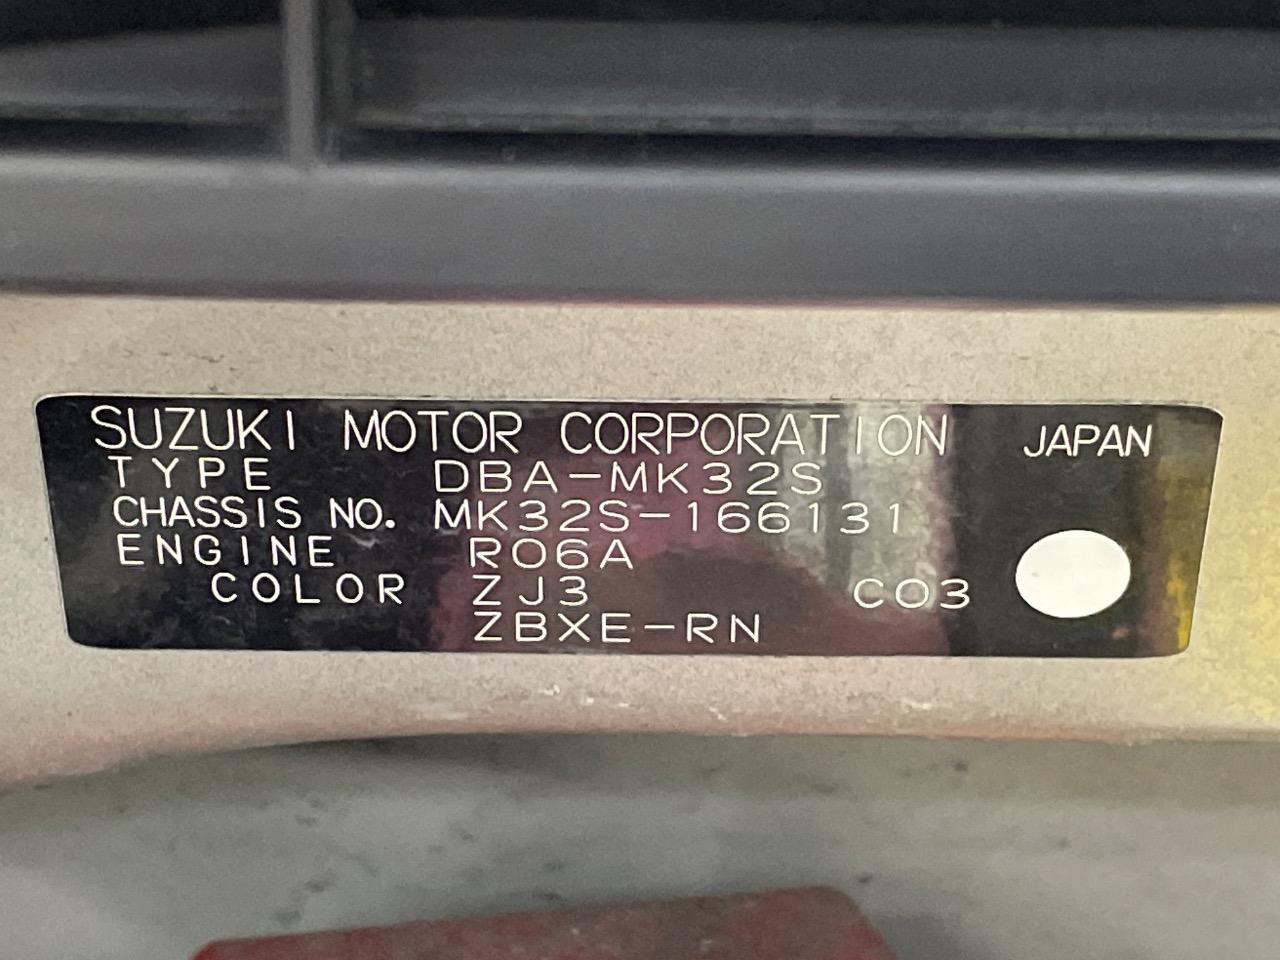 SUZUKI MOTOR CORPORATION JAPAN
TYPE DBA-MK32S
CHASSIS NO. MK32S-166131
ENGINE R06A
COLOR ZJ3 C03
ZBXE-RN